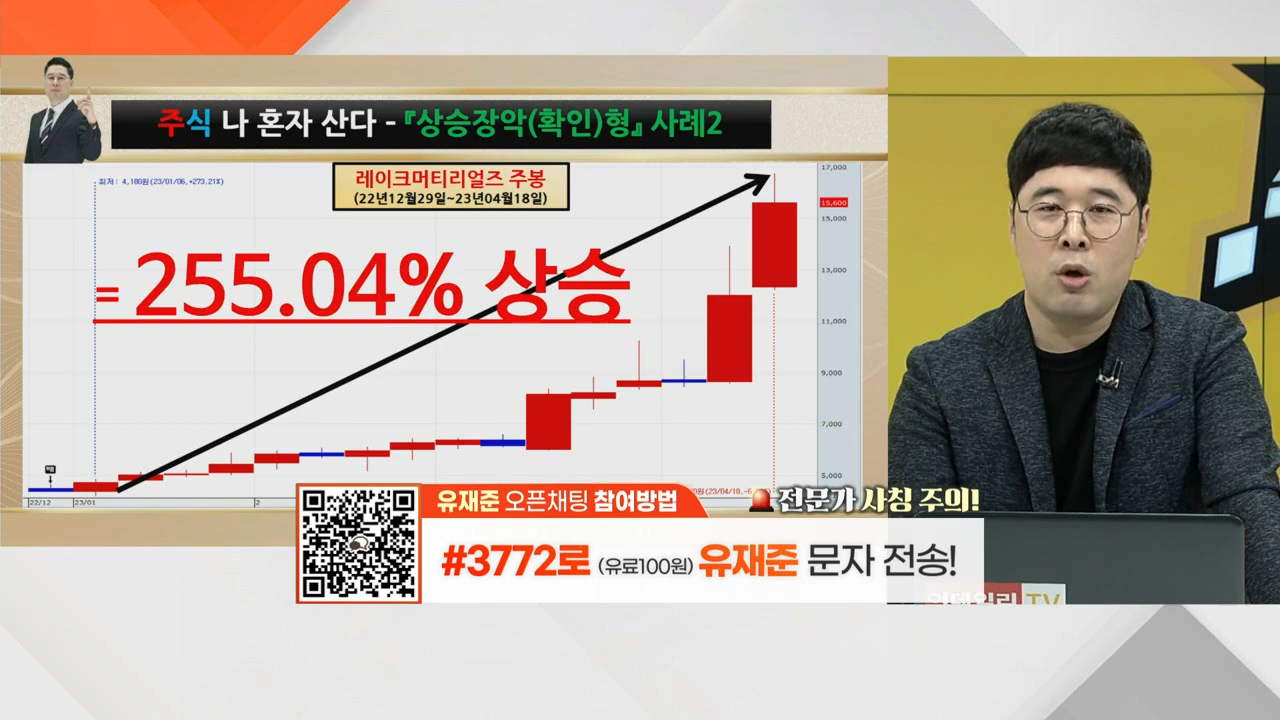 주식 나 혼자 산다 - 『상승장악(확인)형』 사례2
최저: 4,180원(23/01/06,+273.21%)
레이크머티리얼즈 주봉
(22년12월29일~23년04월18일)
= 255.04% 상승
17,000
15,600
15,000
13,000
11,000
9,000
7,000
5,000
22/12
23/01
2
유재준 오픈채팅 참여방법
전문가 사칭 주의!
#3772로 (유료100원) 유재준 문자 전송!
이데일리 TV